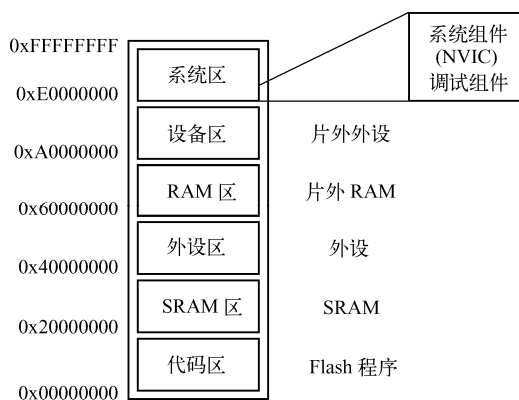 0xFFFFFFFF
系统组件
(NVIC)
调试组件
系统区
0xE0000000
设备区
片外外设
0xA0000000
RAM 区
片外 RAM
0x60000000
外设区
外设
0x40000000
SRAM 区
SRAM
0x20000000
代码区
Flash 程序
0x00000000